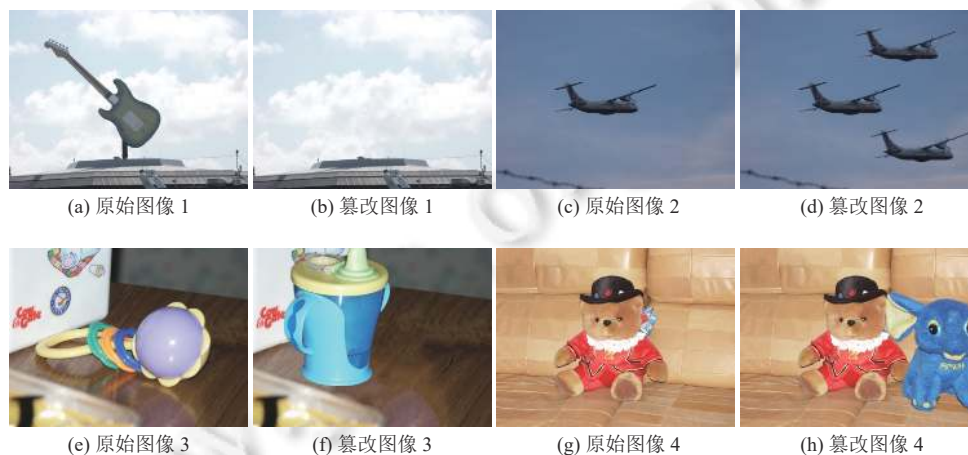 (a) 原始图像 1
(b) 篡改图像 1
(c) 原始图像 2
(d) 篡改图像 2
(e) 原始图像 3
(f) 篡改图像 3
(g) 原始图像 4
(h) 篡改图像 4